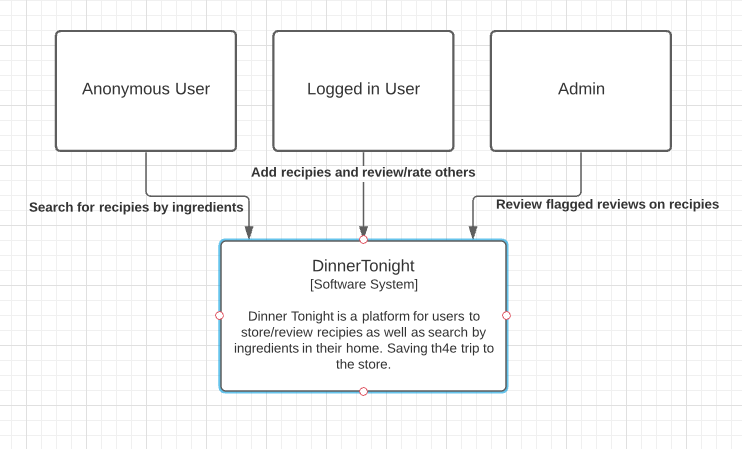 Anonymous User
Logged in User
Admin
Add recipies and review/rate others
Search for recipies by ingredients
Review flagged reviews on recipies
DinnerTonight
[Software System]
Dinner Tonight is a platform for users to
store/review recipies as well as search by
ingredients in their home. Saving th4e trip to
the store.